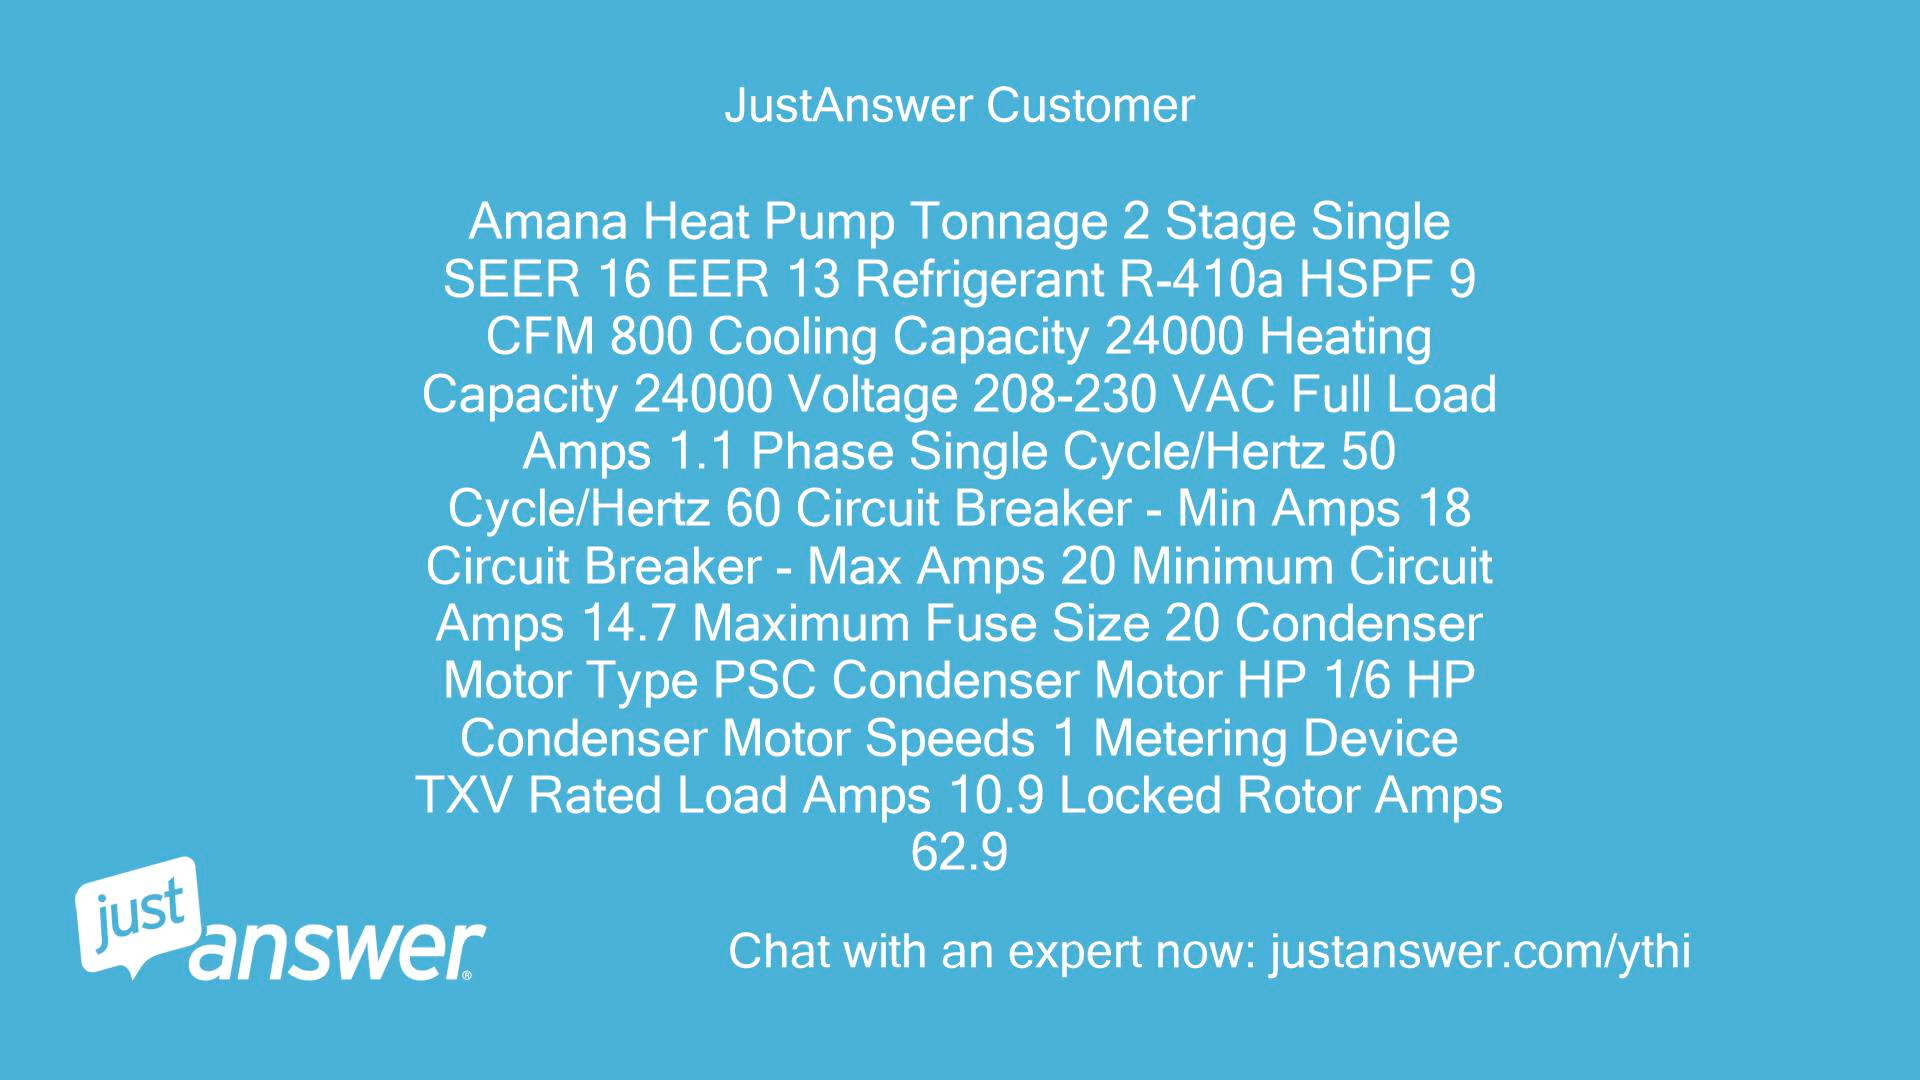 JustAnswer Customer
Amana Heat Pump Tonnage 2 Stage Single
SEER 16 EER 13 Refrigerant R-410a HSPF 9
CFM 800 Cooling Capacity 24000 Heating
Capacity 24000 Voltage 208-230 VAC Full Load
Amps 1.1 Phase Single Cycle/Hertz 50
Cycle/Hertz 60 Circuit Breaker - Min Amps 18
Circuit Breaker - Max Amps 20 Minimum Circuit
Amps 14.7 Maximum Fuse Size 20 Condenser
Motor Type PSC Condenser Motor HP 1/6 HP
Condenser Motor Speeds 1 Metering Device
TXV Rated Load Amps 10.9 Locked Rotor Amps
62.9
just
answer®
Chat with an expert now: justanswer.com/ythi